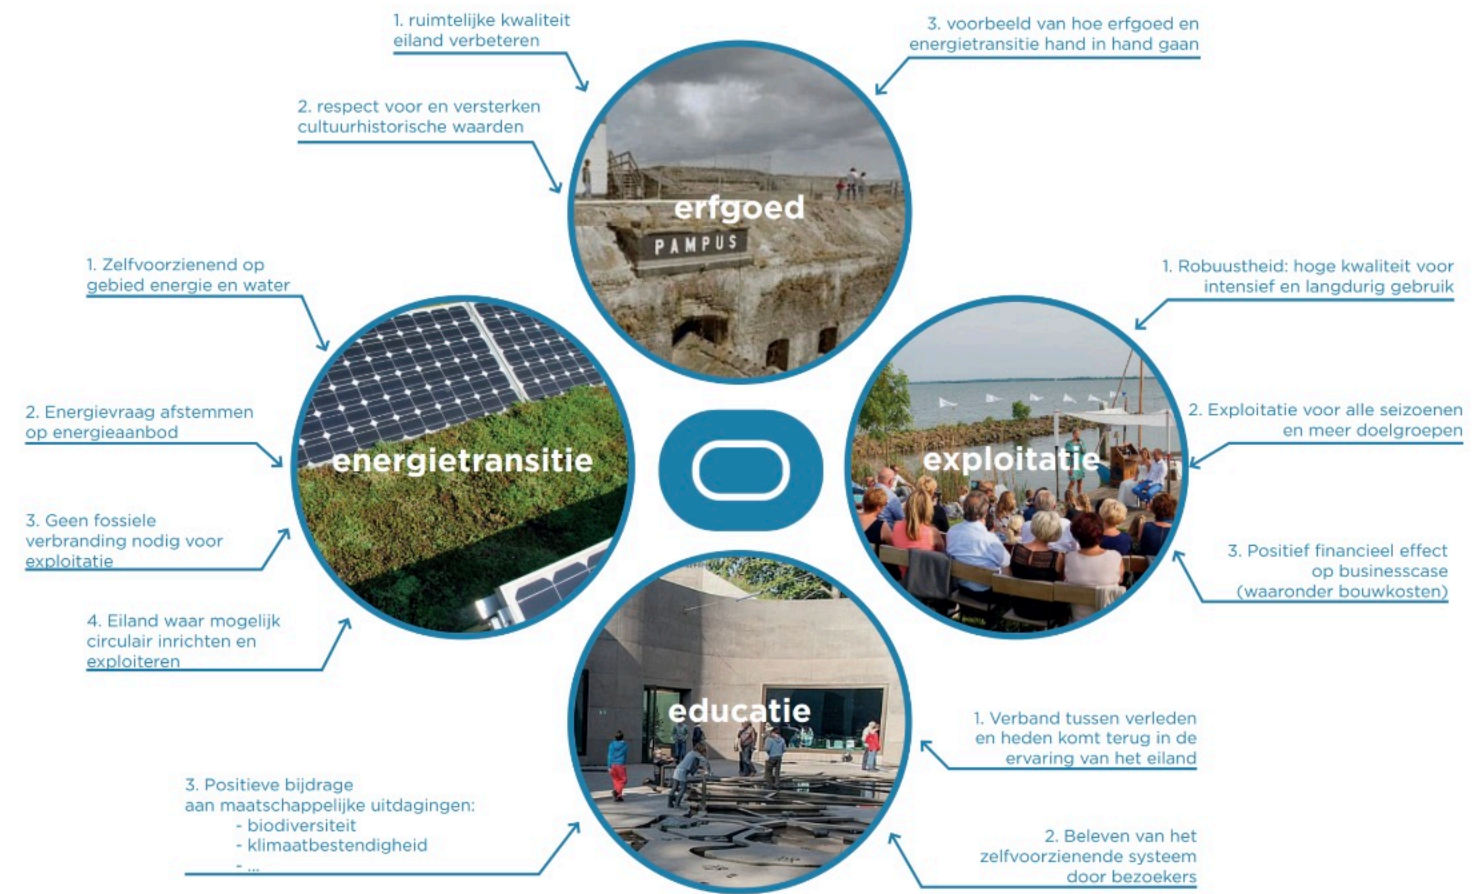 1. ruimtelijke kwaliteit
eiland verbeteren
2. respect voor en versterken
cultuurhistorische waarden
3. voorbeeld van hoe erfgoed en
energietransitie hand in hand gaan
erfgoed
PAMPUS
1. Zelfvoorzienend op
gebied energie en water
2. Energievraag afstemmen
op energieaanbod
3. Geen fossiele
verbranding nodig voor
exploitatie
4. Eiland waar mogelijk
circulair inrichten en
exploiteren
energietransitie
1. Robuustheid: hoge kwaliteit voor
intensief en langdurig gebruik
2. Exploitatie voor alle seizoenen
en meer doelgroepen
3. Positief financieel effect
op businesscase
(waaronder bouwkosten)
exploitatie
educatie
1. Verband tussen verleden
en heden komt terug in de
ervaring van het eiland
2. Beleven van het
zelfvoorzienende systeem
door bezoekers
3. Positieve bijdrage
aan maatschappelijke uitdagingen:
- biodiversiteit
- klimaatbestendigheid
- ...